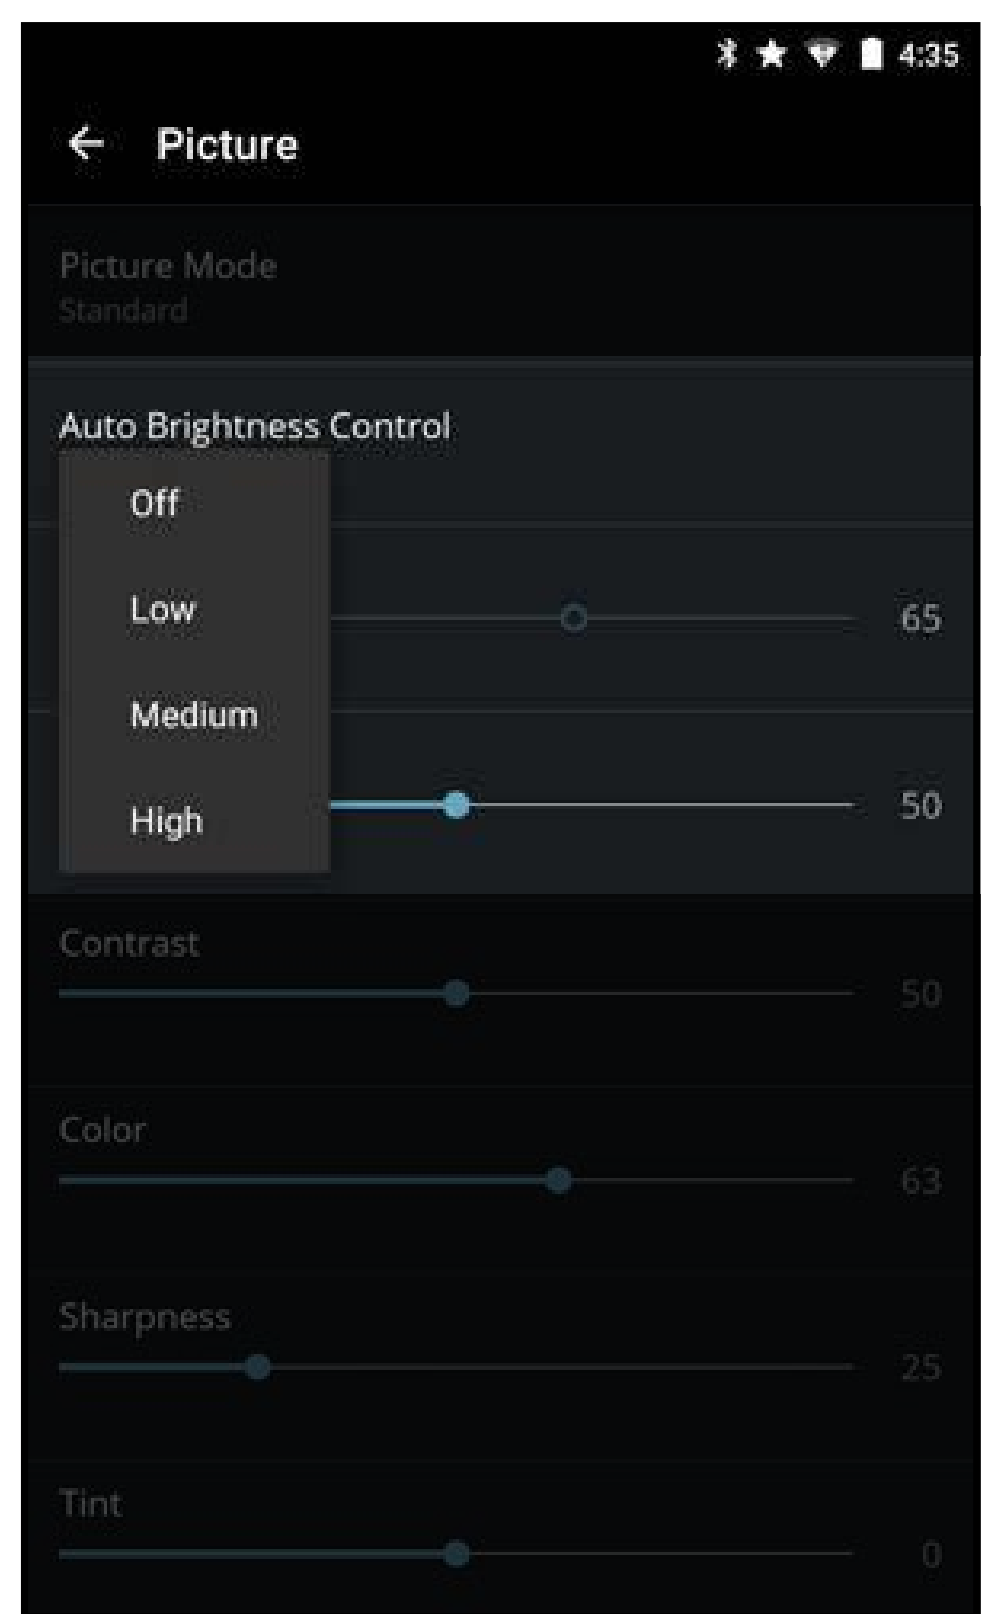 4:35
Picture
Picture Mode
Standard
Auto Brightness Control
Off
Low
65
Medium
50
High
Contrast
50
Color
63
Sharpness
25
Tint
0